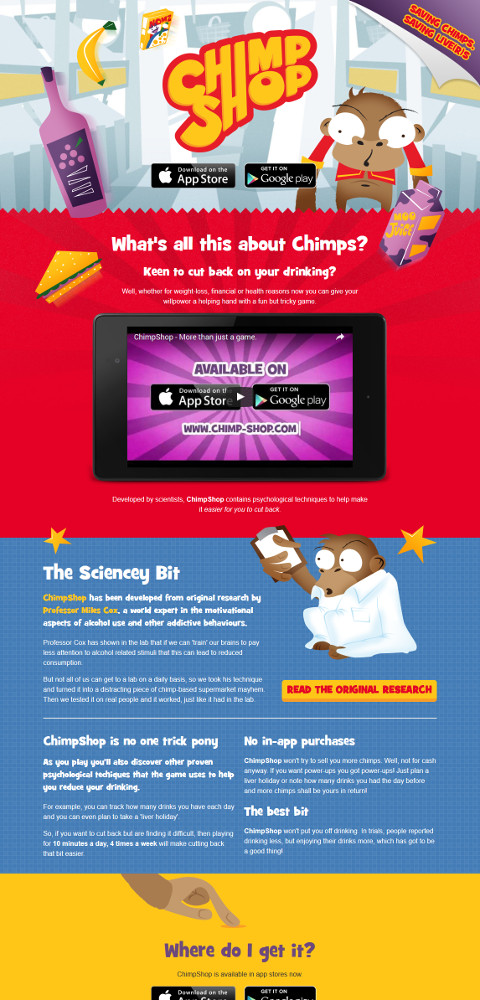 SAVING CHIMPS.
SAVING LIVE(R)S
CHIMP
SHOP
Download on the
App Store
GET IT ON
Google play
MOO
Juice
What's all this about Chimps?
Keen to cut back on your drinking?
Well, whether for weight-loss, financial or health reasons now you can give your
willpower a helping hand with a fun but tricky game.
ChimpShop - More than just a game.
AVAILABLE ON
Download on the
App Store
GET IT ON
Google play
WWW.CHIMP-SHOP.COM
Developed by scientists, ChimpShop contains psychological techniques to help make
it easier for you to cut back.
The Sciencey Bit
ChimpShop has been developed from original research by
Professor Miles Cox, a world expert in the motivational
aspects of alcohol use and other addictive behaviours.
Professor Cox has shown in the lab that if we can 'train' our brains to pay
less attention to alcohol related stimuli that this can lead to reduced
consumption.
But not all of us can get to a lab on a daily basis, so we took his technique
and turned it into a distracting piece of chimp-based supermarket mayhem.
Then we tested it on real people and it worked, just like it had in the lab.
READ THE ORIGINAL RESEARCH
ChimpShop is no one trick pony
As you play you'll also discover other proven
psychological techiques that the game uses to help
you reduce your drinking.
For example, you can track how many drinks you have each day
and you can even plan to take a 'liver holiday'.
So, if you want to cut back but are finding it difficult, then playing
for 10 minutes a day, 4 times a week will make cutting back
that bit easier.
No in-app purchases
ChimpShop won't try to sell you more chimps. Well, not for cash
anyway. If you want power-ups you got power-ups! Just plan a
liver holiday or note how many drinks you had the day before
and more chimps shall be yours in return!
The best bit
ChimpShop won't put you off drinking. In trials, people reported
drinking less, but enjoying their drinks more, which has got to be
a good thing!
Where do I get it?
ChimpShop is available in app stores now.
Download on the
App Store
GET IT ON
Google play